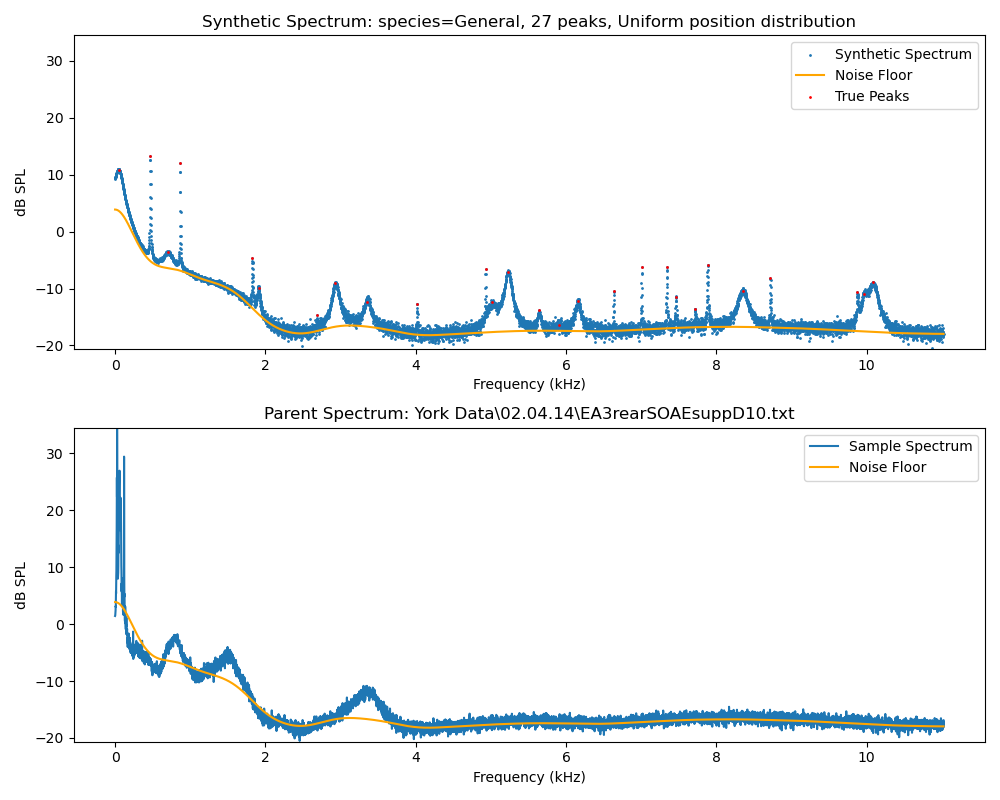 Synthetic Spectrum: species=General, 27 peaks, Uniform position distribution
30
20
10
0
−10
−20
dB SPL
Synthetic Spectrum
Noise Floor
True Peaks
0 2 4 6 8 10
Frequency (kHz)
Parent Spectrum: York Data\02.04.14\EA3rearSOAEsuppD10.txt
30
20
10
0
−10
−20
dB SPL
Sample Spectrum
Noise Floor
0 2 4 6 8 10
Frequency (kHz)